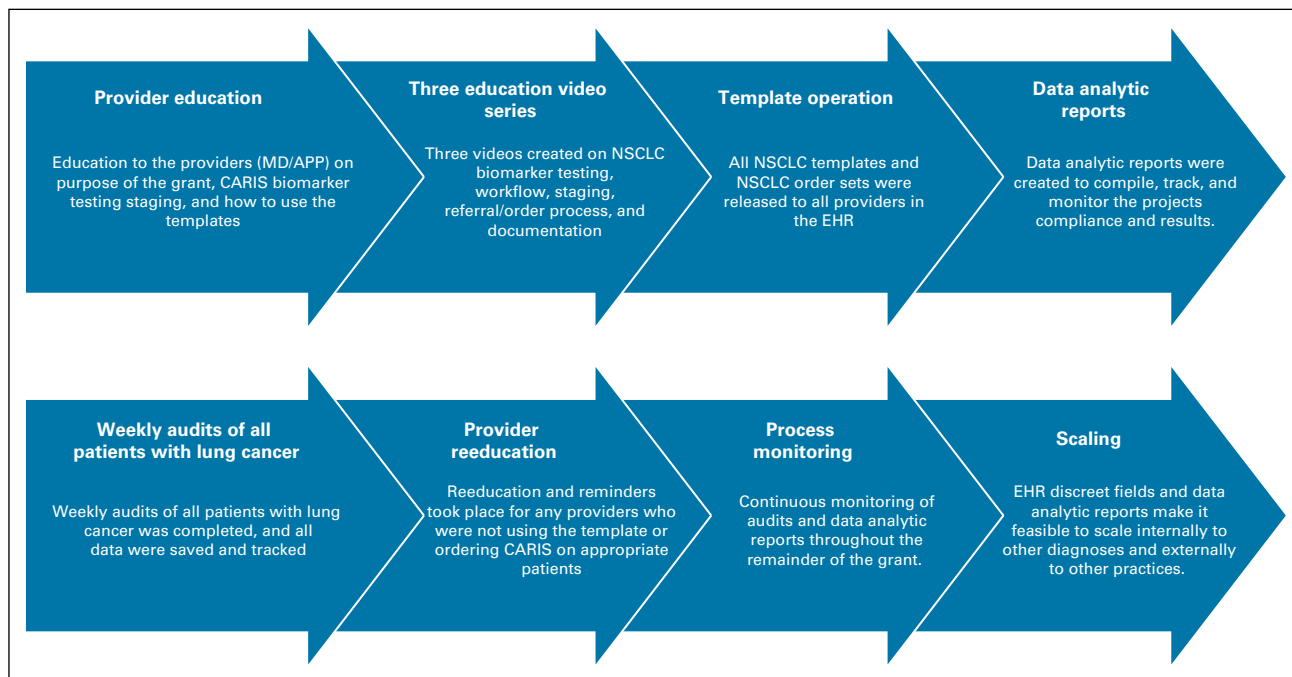 Provider education
Education to the providers (MD/APP) on
purpose of the grant, CARIS biomarker
testing staging, and how to use the
templates
Three education video
series
Three videos created on NSCLC
biomarker testing,
workflow, staging,
referral/order process, and
documentation
Template operation
All NSCLC templates and
NSCLC order sets were
released to all providers in
the EHR
Data analytic
reports
Data analytic reports were
created to compile, track, and
monitor the projects
compliance and results.
Weekly audits of all
patients with lung cancer
Weekly audits of all patients with lung
cancer was completed, and all
data were saved and tracked
Provider
reeducation
Reeducation and reminders
took place for any providers who
were not using the template or
ordering CARIS on appropriate
patients
Process
monitoring
Continuous monitoring of
audits and data analytic
reports throughout the
remainder of the grant.
Scaling
EHR discreet fields and data
analytic reports make it
feasible to scale internally to
other diagnoses and externally
to other practices.